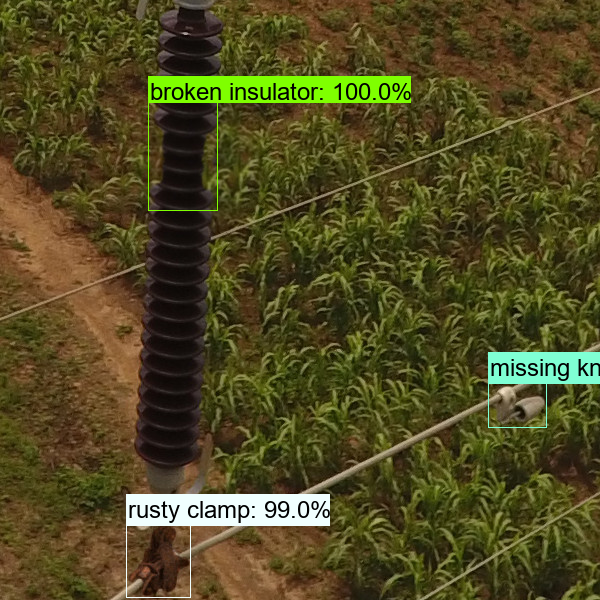 broken insulator: 100.0%
missing kn
rusty clamp: 99.0%